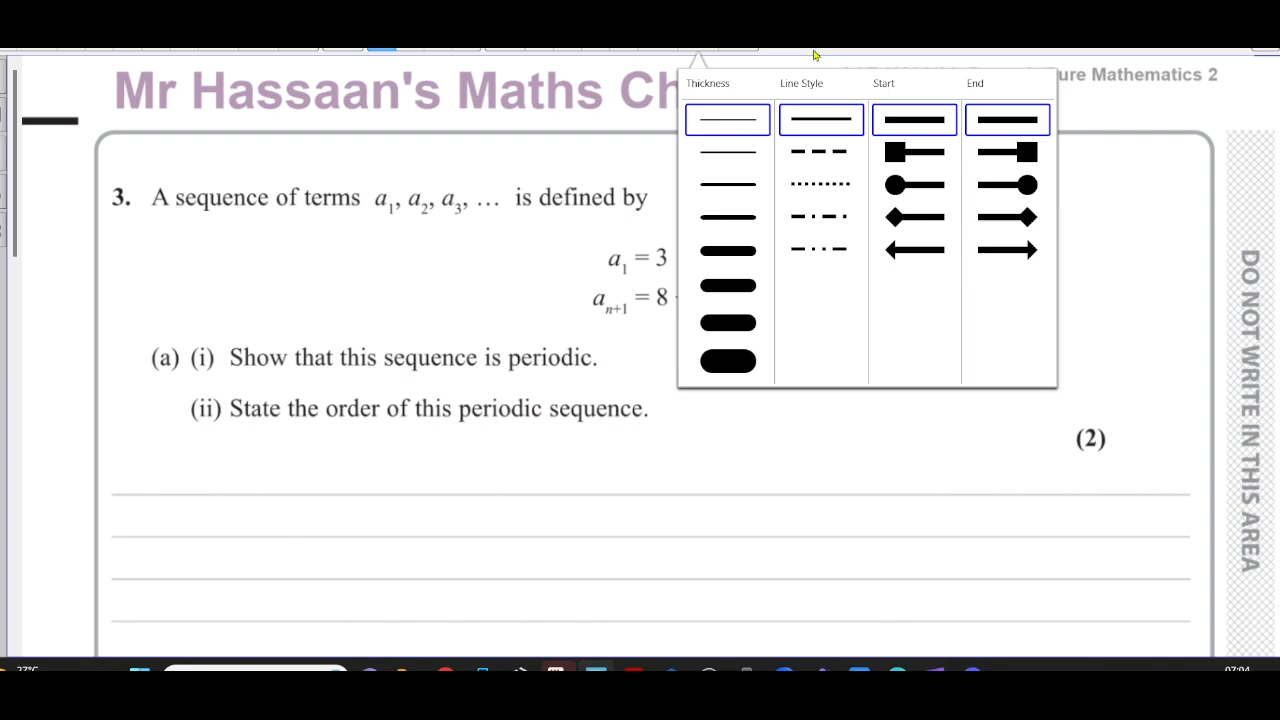 Mr Hassaan's Maths Ch
ure Mathematics 2
Thickness Line Style Start End
3. A sequence of terms a₁, a₂, a₃, … is defined by
a₁ = 3
aₙ₊₁ = 8
(a) (i) Show that this sequence is periodic.
(ii) State the order of this periodic sequence.
(2)
DO NOT WRITE IN THIS AREA